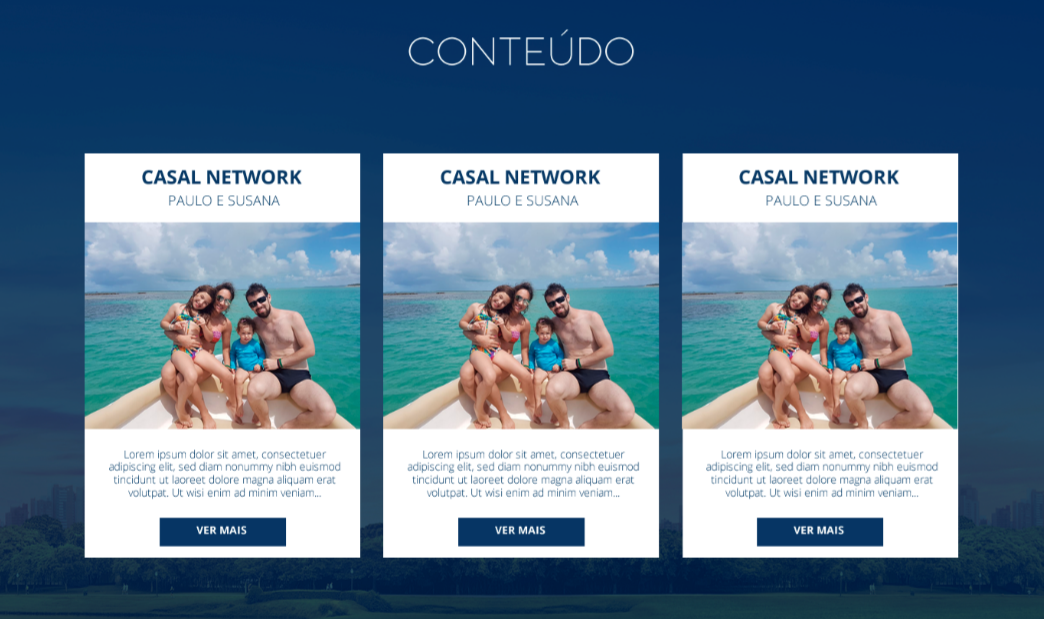 CONTEÚDO
CASAL NETWORK
PAULO E SUSANA
Lorem ipsum dolor sit amet, consectetuer
adipiscing elit, sed diam nonummy nibh euismod
tincidunt ut laoreet dolore magna aliquam erat
volutpat. Ut wisi enim ad minim veniam...
VER MAIS
CASAL NETWORK
PAULO E SUSANA
Lorem ipsum dolor sit amet, consectetuer
adipiscing elit, sed diam nonummy nibh euismod
tincidunt ut laoreet dolore magna aliquam erat
volutpat. Ut wisi enim ad minim veniam...
VER MAIS
CASAL NETWORK
PAULO E SUSANA
Lorem ipsum dolor sit amet, consectetuer
adipiscing elit, sed diam nonummy nibh euismod
tincidunt ut laoreet dolore magna aliquam erat
volutpat. Ut wisi enim ad minim veniam...
VER MAIS